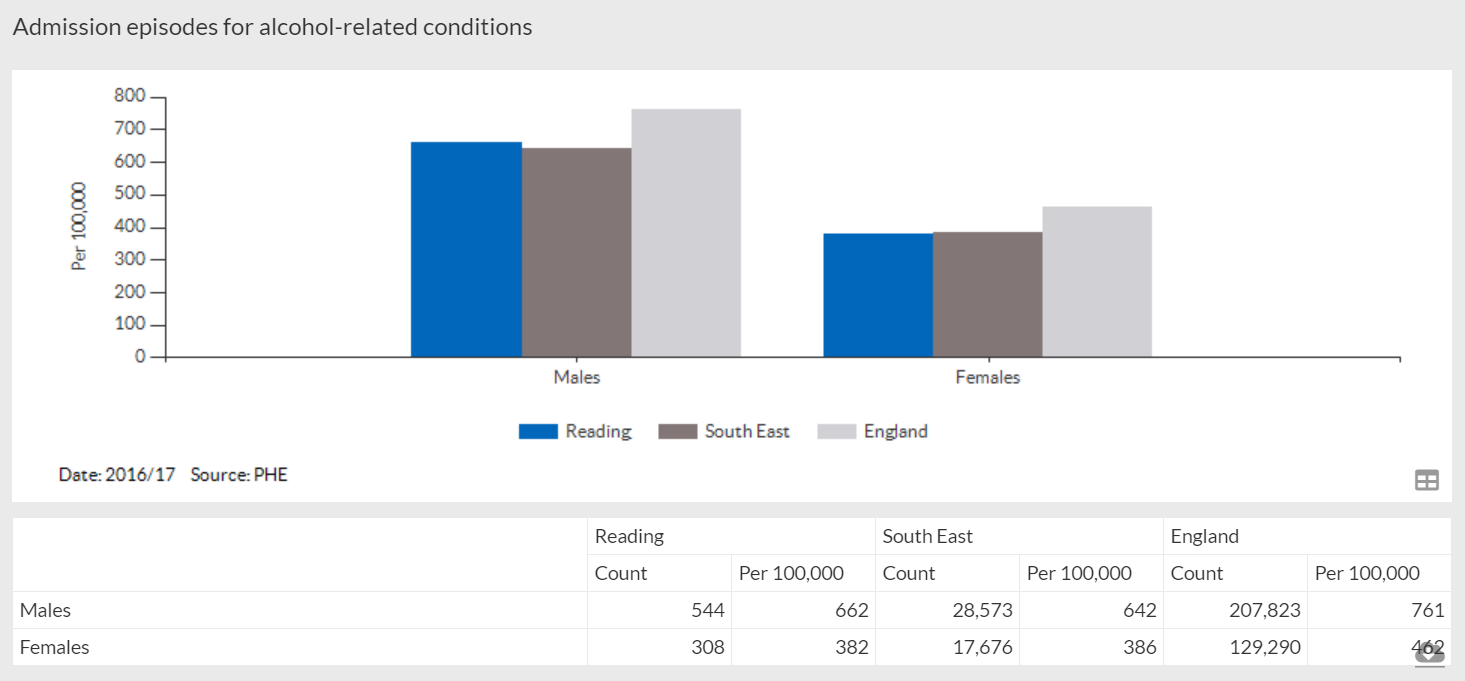 Admission episodes for alcohol-related conditions
800
700
600
500
400
300
200
100
0
Per 100,000
Males Females
Reading South East England
Date: 2016/17 Source: PHE
Reading South East England
Count Per 100,000 Count Per 100,000 Count Per 100,000
Males 544 662 28,573 642 207,823 761
Females 308 382 17,676 386 129,290 462